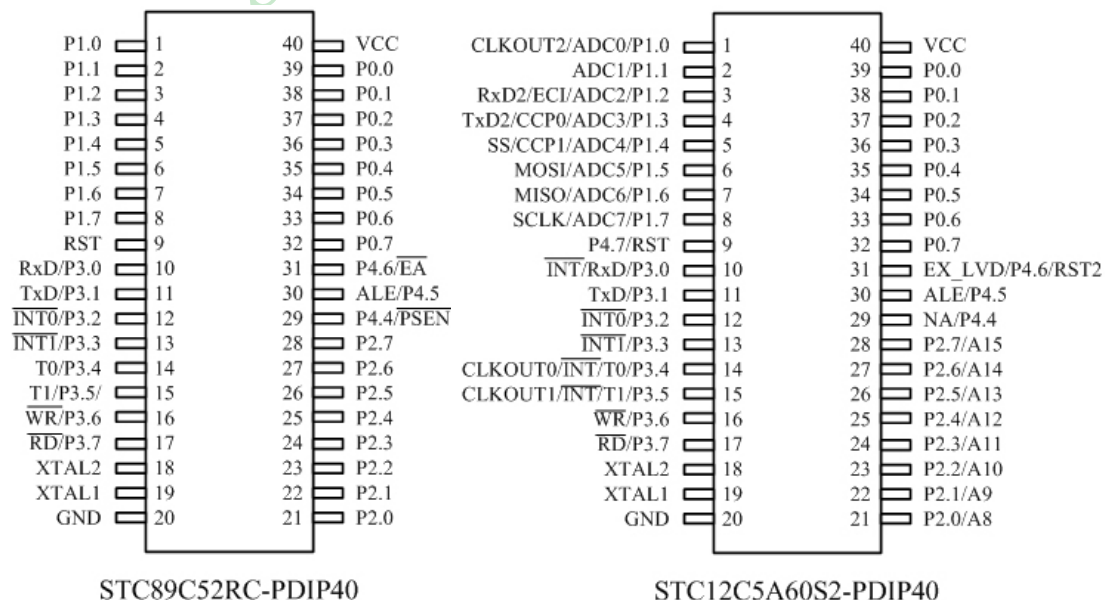 P1.0 1 40 VCC
P1.1 2 39 P0.0
P1.2 3 38 P0.1
P1.3 4 37 P0.2
P1.4 5 36 P0.3
P1.5 6 35 P0.4
P1.6 7 34 P0.5
P1.7 8 33 P0.6
RST 9 32 P0.7
RxD/P3.0 10 31 P4.6/E̅A̅
TxD/P3.1 11 30 ALE/P4.5
I̅N̅T̅0̅/P3.2 12 29 P4.4/P̅S̅E̅N̅
I̅N̅T̅1̅/P3.3 13 28 P2.7
T0/P3.4 14 27 P2.6
T1/P3.5/ 15 26 P2.5
W̅R̅/P3.6 16 25 P2.4
R̅D̅/P3.7 17 24 P2.3
XTAL2 18 23 P2.2
XTAL1 19 22 P2.1
GND 20 21 P2.0
STC89C52RC-PDIP40
CLKOUT2/ADC0/P1.0 1 40 VCC
ADC1/P1.1 2 39 P0.0
RxD2/ECI/ADC2/P1.2 3 38 P0.1
TxD2/CCP0/ADC3/P1.3 4 37 P0.2
SS/CCP1/ADC4/P1.4 5 36 P0.3
MOSI/ADC5/P1.5 6 35 P0.4
MISO/ADC6/P1.6 7 34 P0.5
SCLK/ADC7/P1.7 8 33 P0.6
P4.7/RST 9 32 P0.7
I̅N̅T̅/RxD/P3.0 10 31 EX_LVD/P4.6/RST2
TxD/P3.1 11 30 ALE/P4.5
I̅N̅T̅0̅/P3.2 12 29 NA/P4.4
I̅N̅T̅1̅/P3.3 13 28 P2.7/A15
CLKOUT0/I̅N̅T̅/T0/P3.4 14 27 P2.6/A14
CLKOUT1/I̅N̅T̅/T1/P3.5 15 26 P2.5/A13
W̅R̅/P3.6 16 25 P2.4/A12
R̅D̅/P3.7 17 24 P2.3/A11
XTAL2 18 23 P2.2/A10
XTAL1 19 22 P2.1/A9
GND 20 21 P2.0/A8
STC12C5A60S2-PDIP40